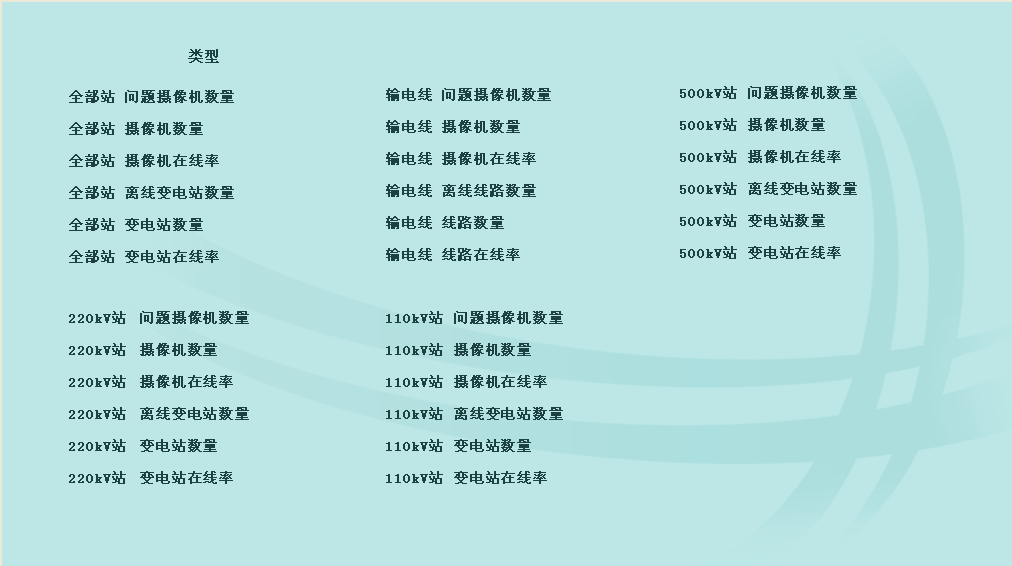 类型
全部站 问题摄像机数量
全部站 摄像机数量
全部站 摄像机在线率
全部站 离线变电站数量
全部站 变电站数量
全部站 变电站在线率
输电线 问题摄像机数量
输电线 摄像机数量
输电线 摄像机在线率
输电线 离线线路数量
输电线 线路数量
输电线 线路在线率
500kV站 问题摄像机数量
500kV站 摄像机数量
500kV站 摄像机在线率
500kV站 离线变电站数量
500kV站 变电站数量
500kV站 变电站在线率
220kV站 问题摄像机数量
220kV站 摄像机数量
220kV站 摄像机在线率
220kV站 离线变电站数量
220kV站 变电站数量
220kV站 变电站在线率
110kV站 问题摄像机数量
110kV站 摄像机数量
110kV站 摄像机在线率
110kV站 离线变电站数量
110kV站 变电站数量
110kV站 变电站在线率